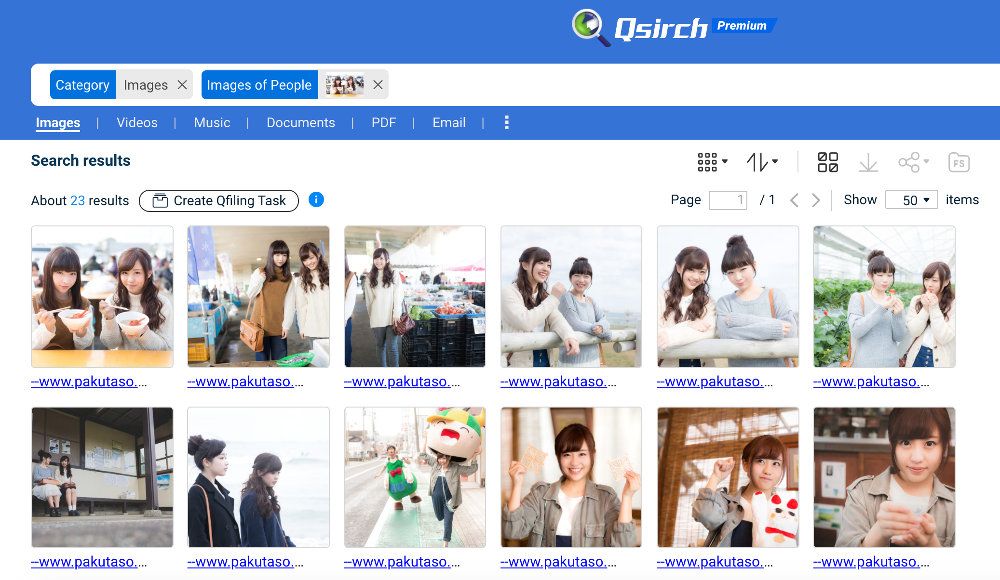 Qsirch Premium
Category Images Images of People
Images | Videos | Music | Documents | PDF | Email |
Search results
FS
About 23 results Create Qfiling Task i Page 1 / 1 Show 50 items
--www.pakutaso.... --www.pakutaso.... --www.pakutaso.... --www.pakutaso.... --www.pakutaso.... --www.pakutaso....
HOT
--www.pakutaso.... --www.pakutaso.... --www.pakutaso.... --www.pakutaso.... --www.pakutaso.... --www.pakutaso....